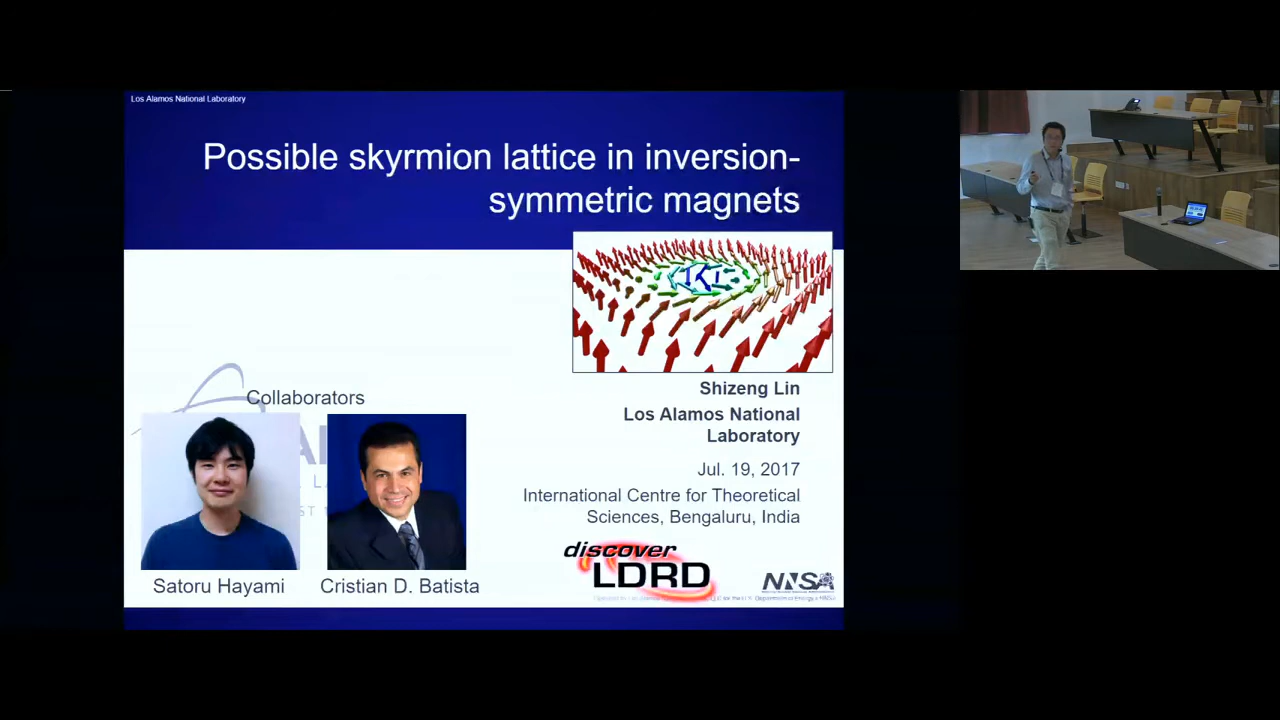 Los Alamos National Laboratory
Possible skyrmion lattice in inversion-
symmetric magnets
Shizeng Lin
Los Alamos National
Laboratory
Jul. 19, 2017
International Centre for Theoretical
Sciences, Bengaluru, India
Collaborators
Satoru Hayami
Cristian D. Batista
discover
LDRD
NNSA